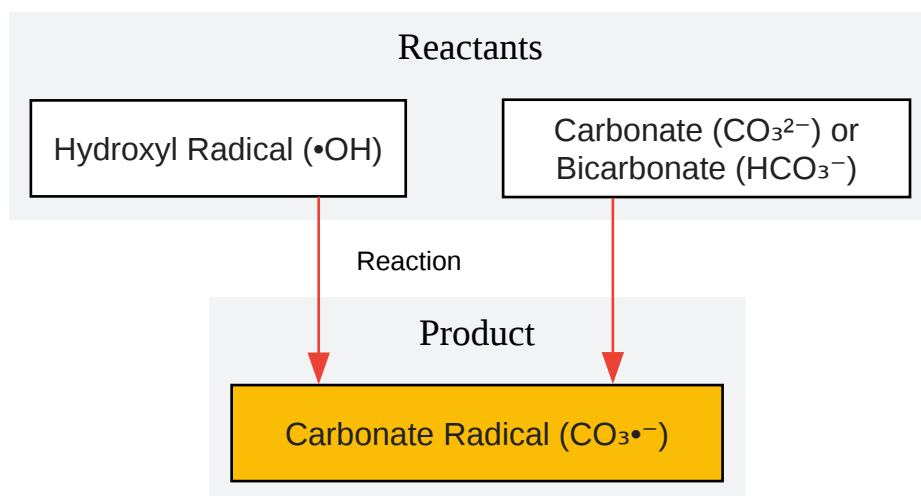 Reactants
Hydroxyl Radical (•OH)
Carbonate (CO₃²⁻) or
Bicarbonate (HCO₃⁻)
Reaction
Product
Carbonate Radical (CO₃•⁻)